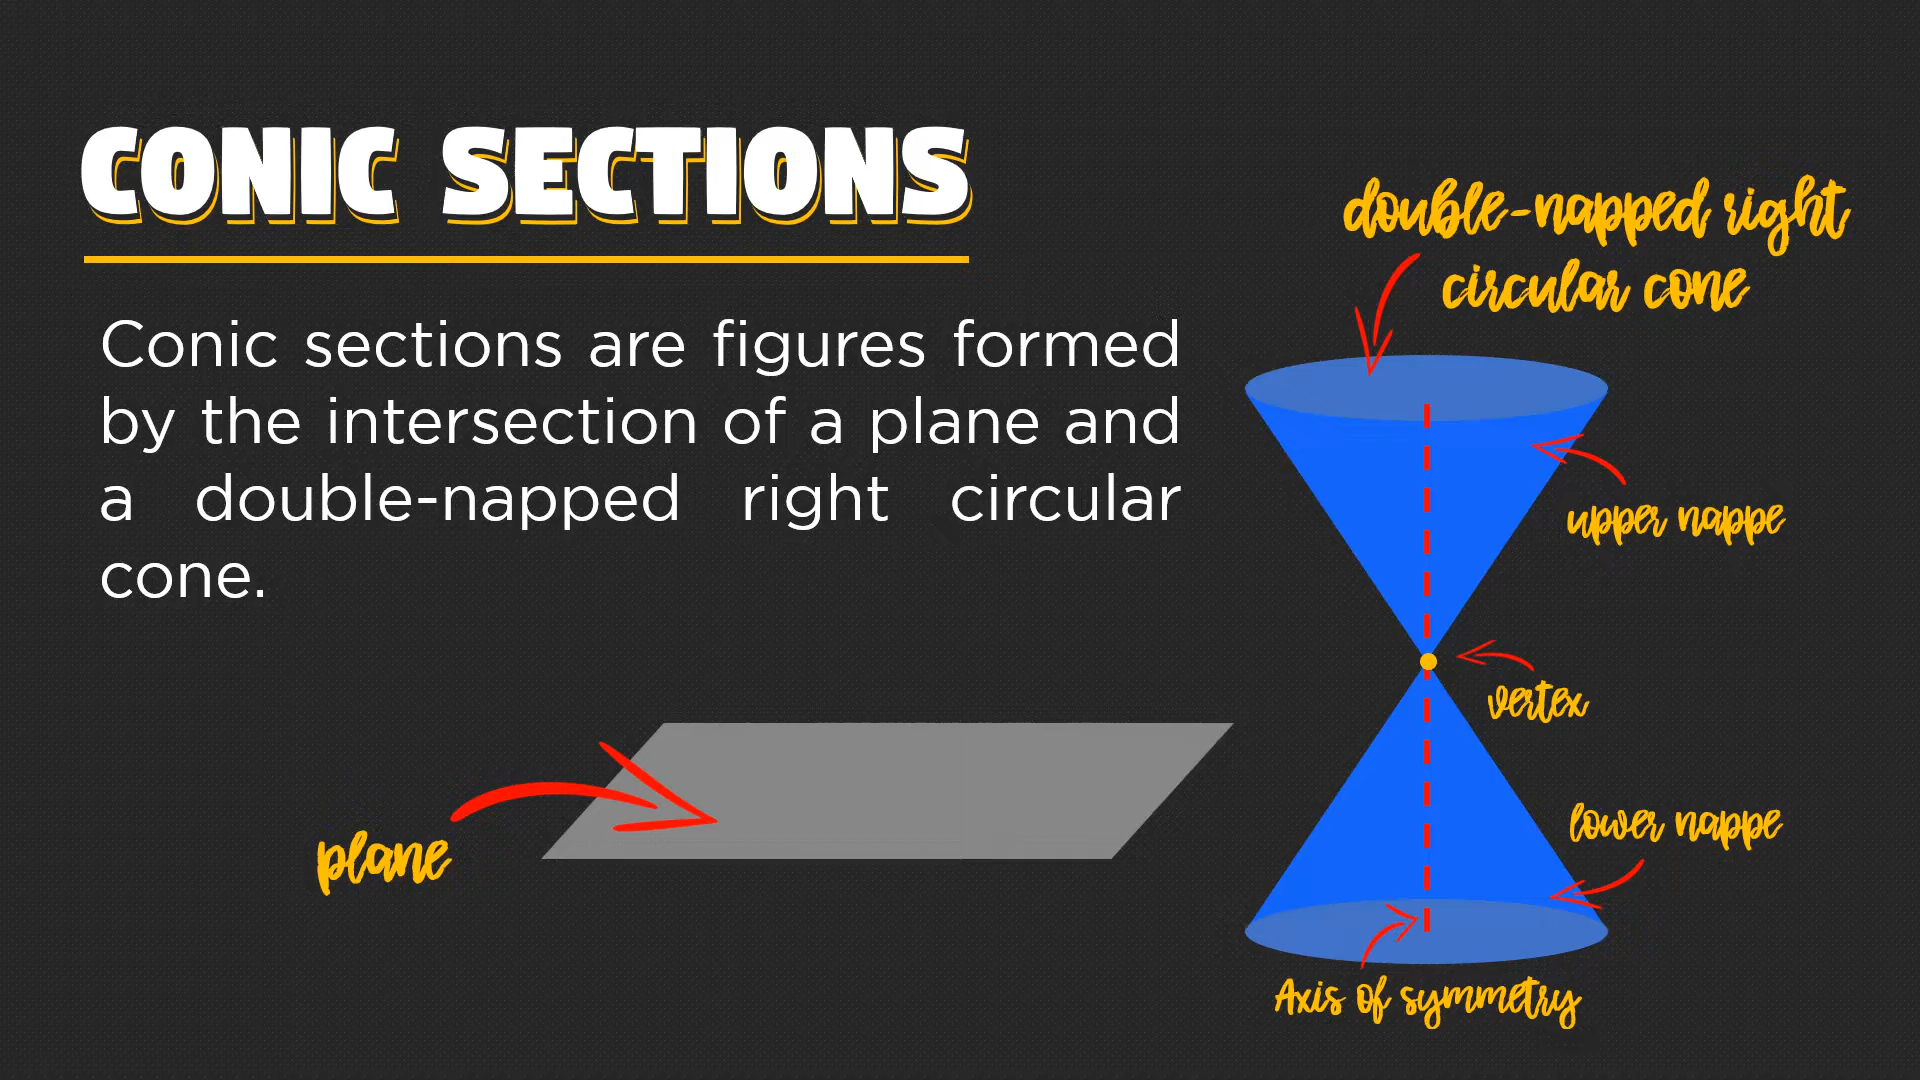 CONIC SECTIONS
Conic sections are figures formed
by the intersection of a plane and
a double-napped right circular
cone.
double-napped right
circular cone
upper nappe
vertex
lower nappe
plane
Axis of symmetry